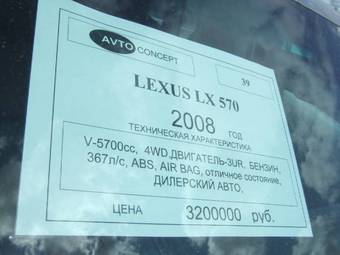 AVTO CONCEPT
39
LEXUS LX 570
2008 ГОД
ТЕХНИЧЕСКАЯ ХАРАКТЕРИСТИКА
V-5700cc, 4WD,ДВИГАТЕЛЬ-3UR, БЕНЗИН,
367л/с, ABS, AIR BAG, отличное состояние,
ДИЛЕРСКИЙ АВТО.
ЦЕНА 3200000 руб.